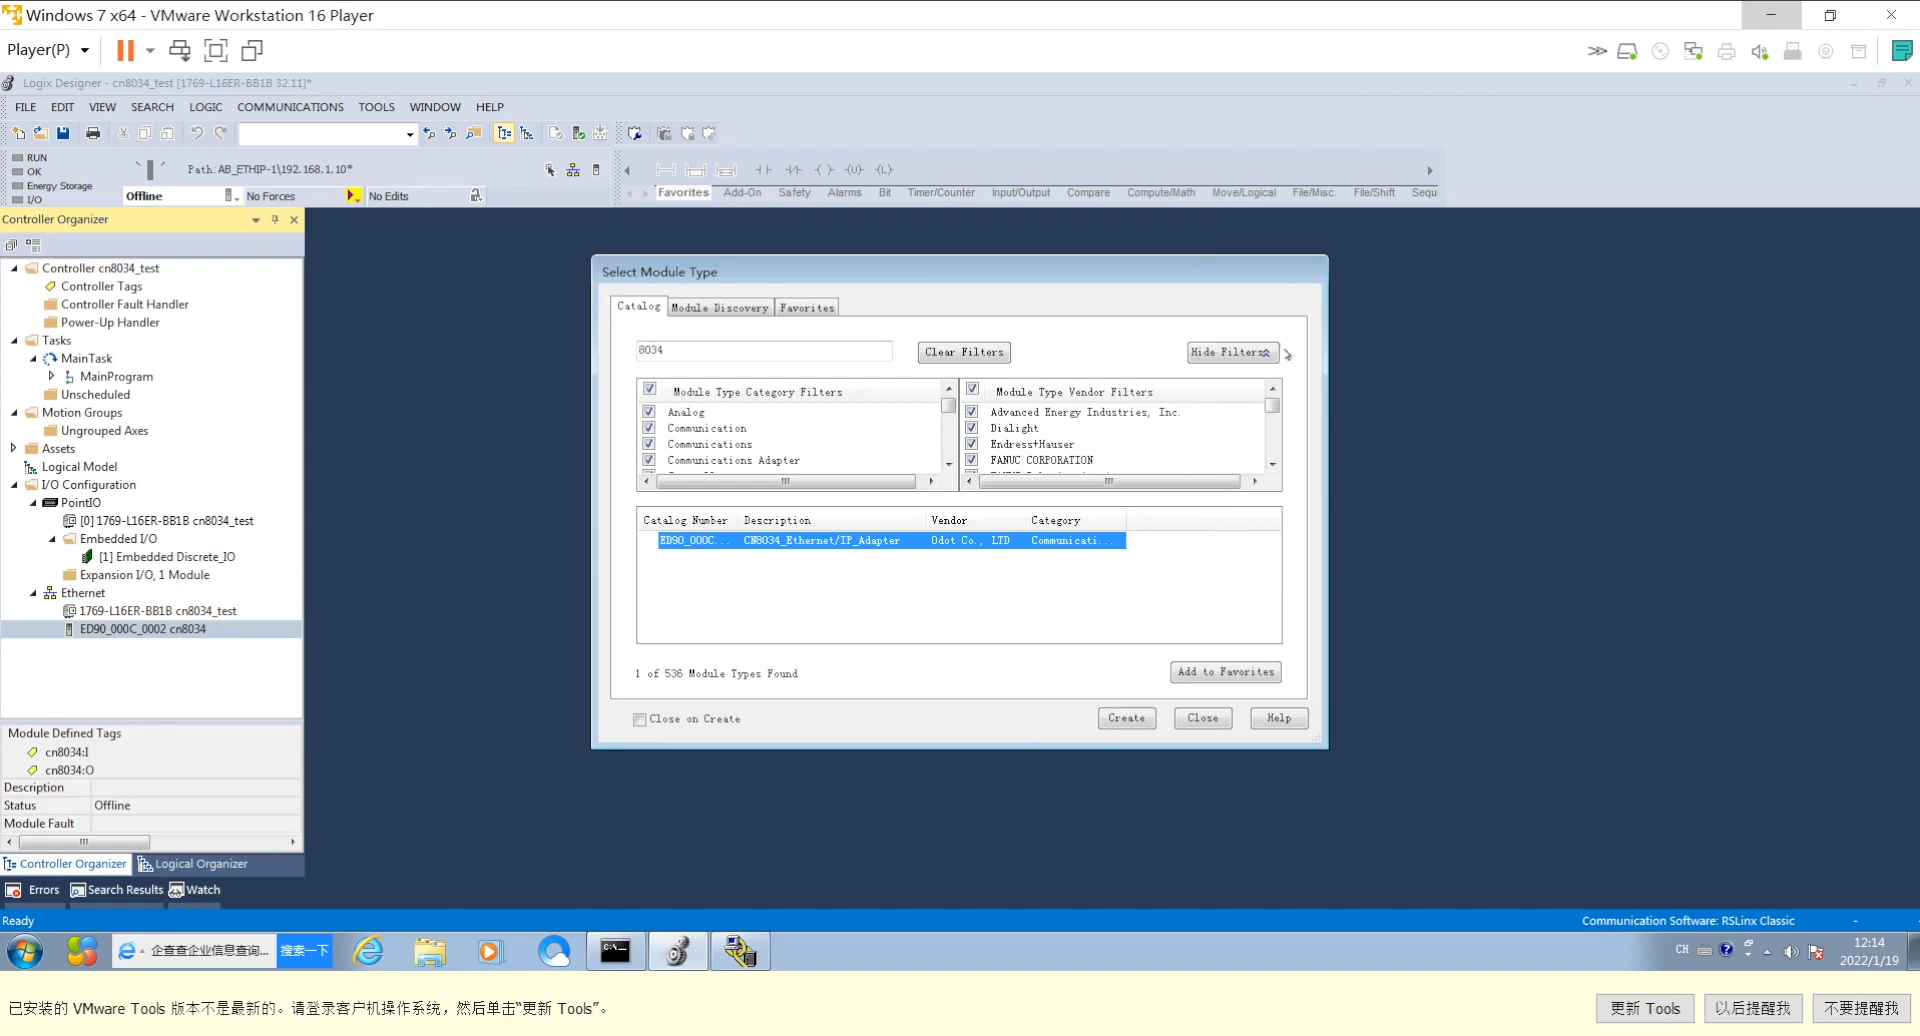 Windows 7 x64 - VMware Workstation 16 Player
Player(P)
Logix Designer - cn8034_test [1769-L16ER-BB1B 32.11]*
FILE EDIT VIEW SEARCH LOGIC COMMUNICATIONS TOOLS WINDOW HELP
RUN
OK
Energy Storage
I/O
Path: AB_ETHIP-1\192.168.1.10*
Offline No Forces No Edits
Favorites Add-On Safety Alarms Bit Timer/Counter Input/Output Compare Compute/Math Move/Logical File/Misc. File/Shift Sequ
Controller Organizer
Controller cn8034_test
Controller Tags
Controller Fault Handler
Power-Up Handler
Tasks
MainTask
MainProgram
Unscheduled
Motion Groups
Ungrouped Axes
Assets
Logical Model
I/O Configuration
PointIO
[0] 1769-L16ER-BB1B cn8034_test
Embedded I/O
[1] Embedded Discrete_IO
Expansion I/O, 1 Module
Ethernet
1769-L16ER-BB1B cn8034_test
ED90_000C_0002 cn8034
Module Defined Tags
cn8034:I
cn8034:O
Description
Status Offline
Module Fault
Controller Organizer Logical Organizer
Errors Search Results Watch
Select Module Type
Catalog Module Discovery Favorites
8034 Clear Filters Hide Filters
Module Type Category Filters
Analog
Communication
Communications
Communications Adapter
Module Type Vendor Filters
Advanced Energy Industries, Inc.
Dialight
Endress+Hauser
FANUC CORPORATION
Catalog Number Description Vendor Category
ED90_000C... CN8034_Ethernet/IP_Adapter Odot Co., LTD Communicati...
1 of 536 Module Types Found Add to Favorites
Close on Create Create Close Help
Ready Communication Software: RSLinx Classic
企查查企业信息查询... 搜索一下
CH
12:14
2022/1/19
已安装的 VMware Tools 版本不是最新的。请登录客户机操作系统，然后单击“更新 Tools”。
更新 Tools 以后提醒我 不要提醒我